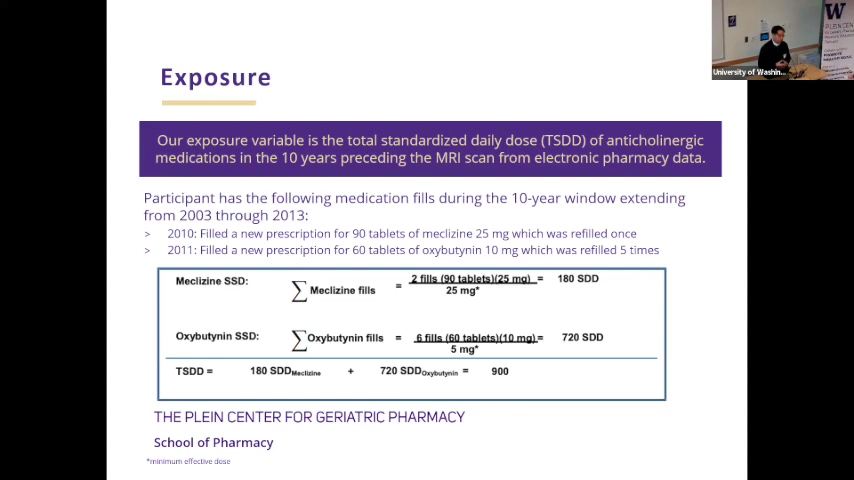 Exposure
Our exposure variable is the total standardized daily dose (TSDD) of anticholinergic
medications in the 10 years preceding the MRI scan from electronic pharmacy data.
Participant has the following medication fills during the 10-year window extending
from 2003 through 2013:
> 2010: Filled a new prescription for 90 tablets of meclizine 25 mg which was refilled once
> 2011: Filled a new prescription for 60 tablets of oxybutynin 10 mg which was refilled 5 times
Meclizine SSD: ∑ Meclizine fills = 2 fills (90 tablets)(25 mg) = 180 SDD
25 mg*
Oxybutynin SSD: ∑ Oxybutynin fills = 6 fills (60 tablets)(10 mg) = 720 SDD
5 mg*
TSDD = 180 SDD Meclizine + 720 SDD Oxybutynin = 900
THE PLEIN CENTER FOR GERIATRIC PHARMACY
School of Pharmacy
*minimum effective dose
W
University of Washin...